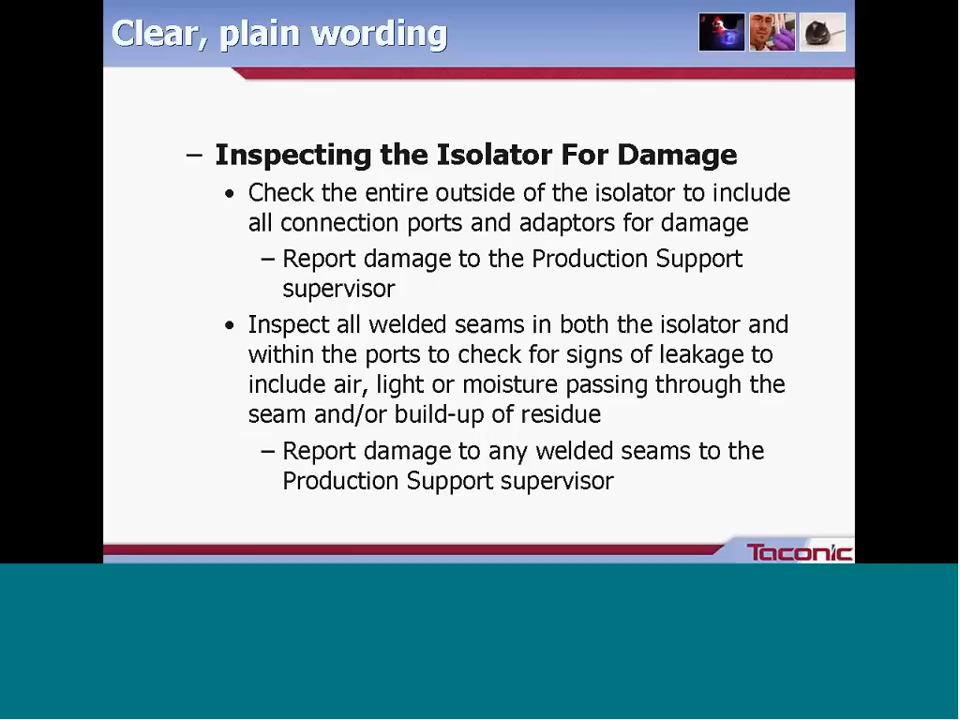 Clear, plain wording
– Inspecting the Isolator For Damage
• Check the entire outside of the isolator to include
all connection ports and adaptors for damage
– Report damage to the Production Support
supervisor
• Inspect all welded seams in both the isolator and
within the ports to check for signs of leakage to
include air, light or moisture passing through the
seam and/or build-up of residue
– Report damage to any welded seams to the
Production Support supervisor
Taconic